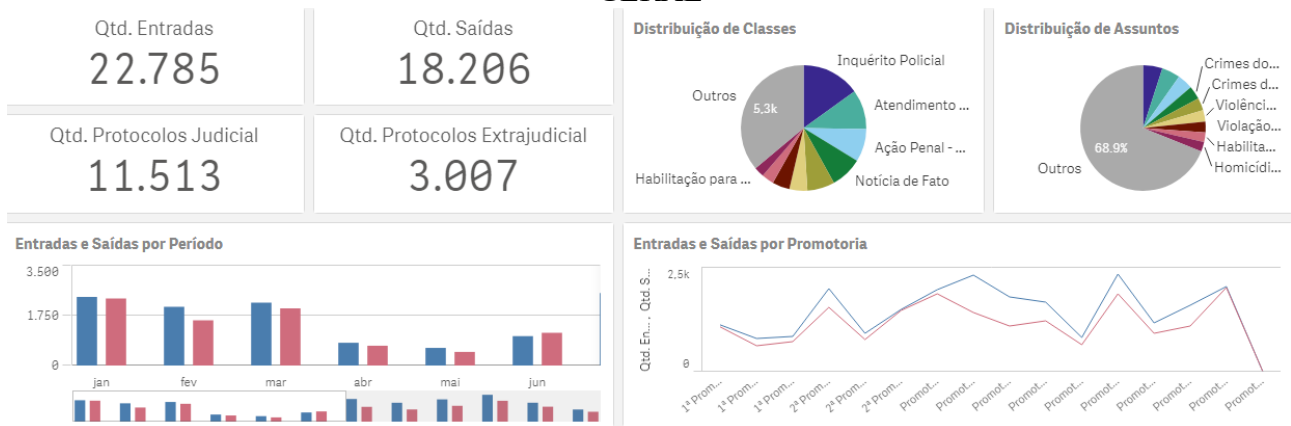 Qtd. Entradas
22.785
Qtd. Saídas
18.206
Qtd. Protocolos Judicial
11.513
Qtd. Protocolos Extrajudicial
3.007
Distribuição de Classes
Inquérito Policial
Atendimento ...
Ação Penal - ...
Notícia de Fato
Habilitação para ...
Outros
5,3k
Distribuição de Assuntos
Crimes do...
Crimes d...
Violênci...
Violação...
Habilita...
Homicídi...
Outros
68.9%
Entradas e Saídas por Período
3.500
1.750
0
jan fev mar abr mai jun
Entradas e Saídas por Promotoria
Qtd. En... , Qtd. S...
2,5k
0
1ª Prom... 1ª Prom... 1ª Prom... 2ª Prom... 2ª Prom... 2ª Prom... Promot... Promot... Promot... Promot... Promot... Promot... Promot... Promot... Promot... Promot...